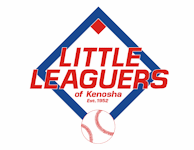 LITTLE
LEAGUERS
of Kenosha
Est. 1952